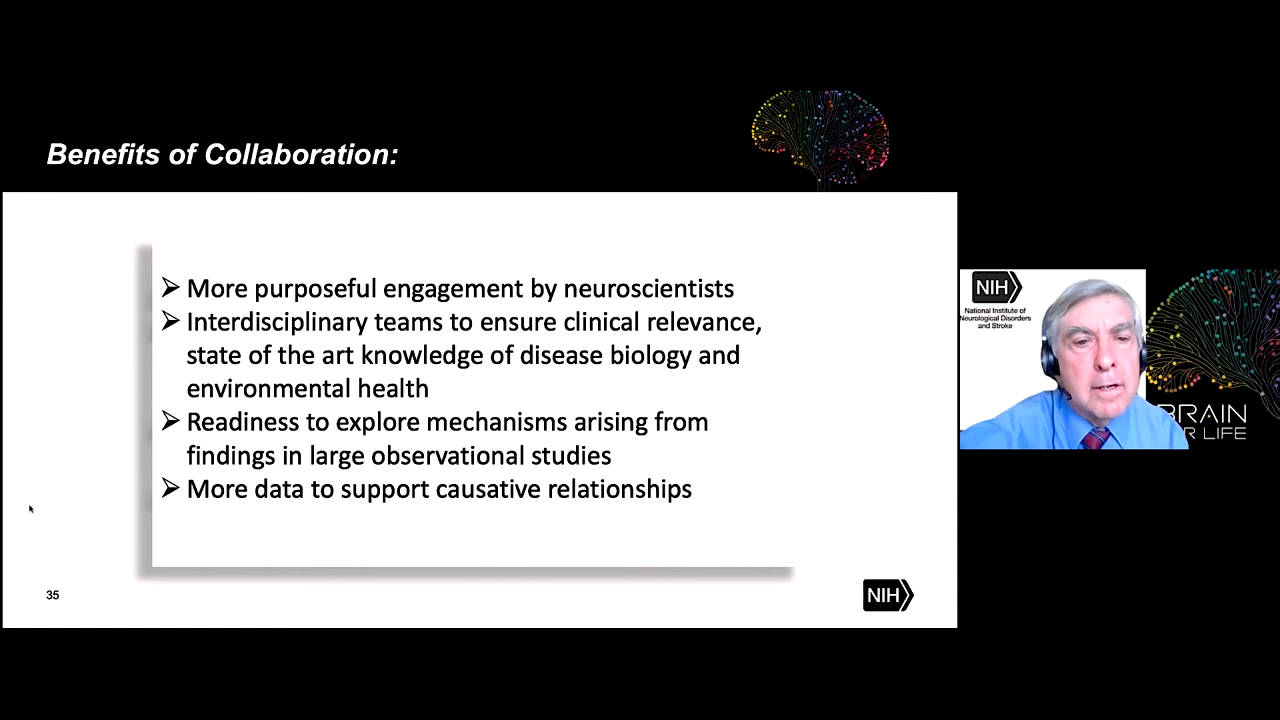 Benefits of Collaboration:
➢ More purposeful engagement by neuroscientists
➢ Interdisciplinary teams to ensure clinical relevance,
state of the art knowledge of disease biology and
environmental health
➢ Readiness to explore mechanisms arising from
findings in large observational studies
➢ More data to support causative relationships
35
NIH
NIH
National Institute of
Neurological Disorders
and Stroke
BRAIN
R LIFE